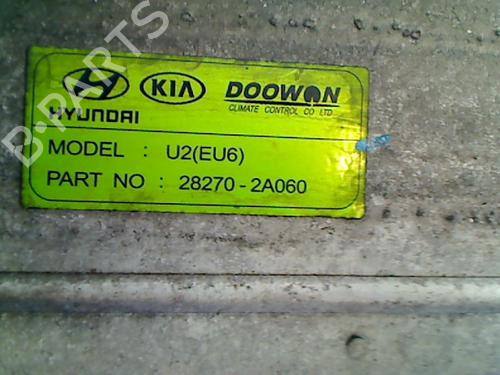 HYUNDAI
KIA
DOOWON
CLIMATE CONTROL CO LTD
MODEL : U2(EU6)
PART NO : 28270-2A060
B-PARTS